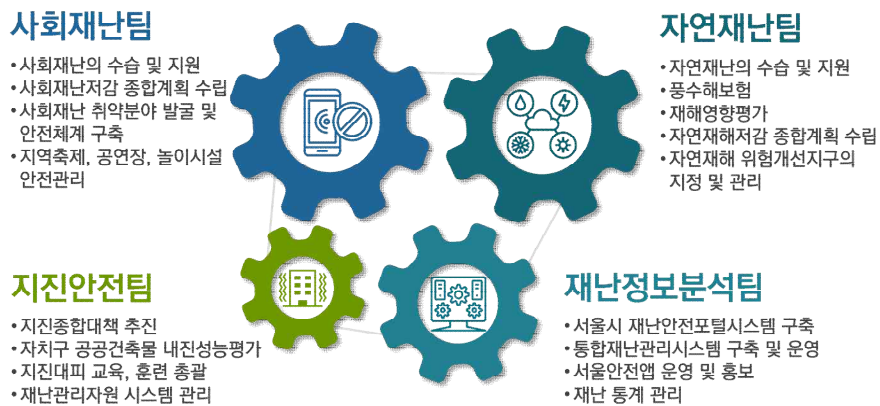 사회재난팀
• 사회재난의 수습 및 지원
• 사회재난저감 종합계획 수립
• 사회재난 취약분야 발굴 및
안전체계 구축
• 지역축제, 공연장, 놀이시설
안전관리
자연재난팀
• 자연재난의 수습 및 지원
• 풍수해보험
• 재해영향평가
• 자연재해저감 종합계획 수립
• 자연재해 위험개선지구의
지정 및 관리
지진안전팀
• 지진종합대책 추진
• 자치구 공공건축물 내진성능평가
• 지진대피 교육, 훈련 총괄
• 재난관리자원 시스템 관리
재난정보분석팀
• 서울시 재난안전포털시스템 구축
• 통합재난관리시스템 구축 및 운영
• 서울안전앱 운영 및 홍보
• 재난 통계 관리